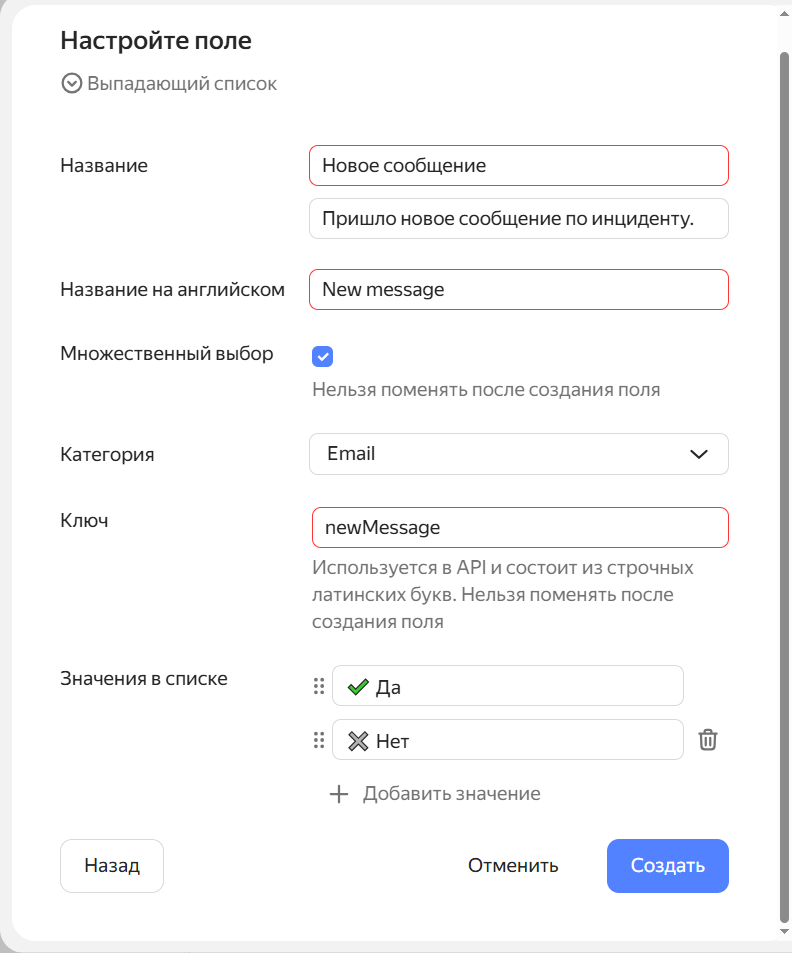 Настройте поле
Выпадающий список
Название
Новое сообщение
Пришло новое сообщение по инциденту.
Название на английском
New message
Множественный выбор
Нельзя поменять после создания поля
Категория
Email
Ключ
newMessage
Используется в API и состоит из строчных
латинских букв. Нельзя поменять после
создания поля
Значения в списке
✔ Да
✖ Нет
+ Добавить значение
Назад
Отменить
Создать